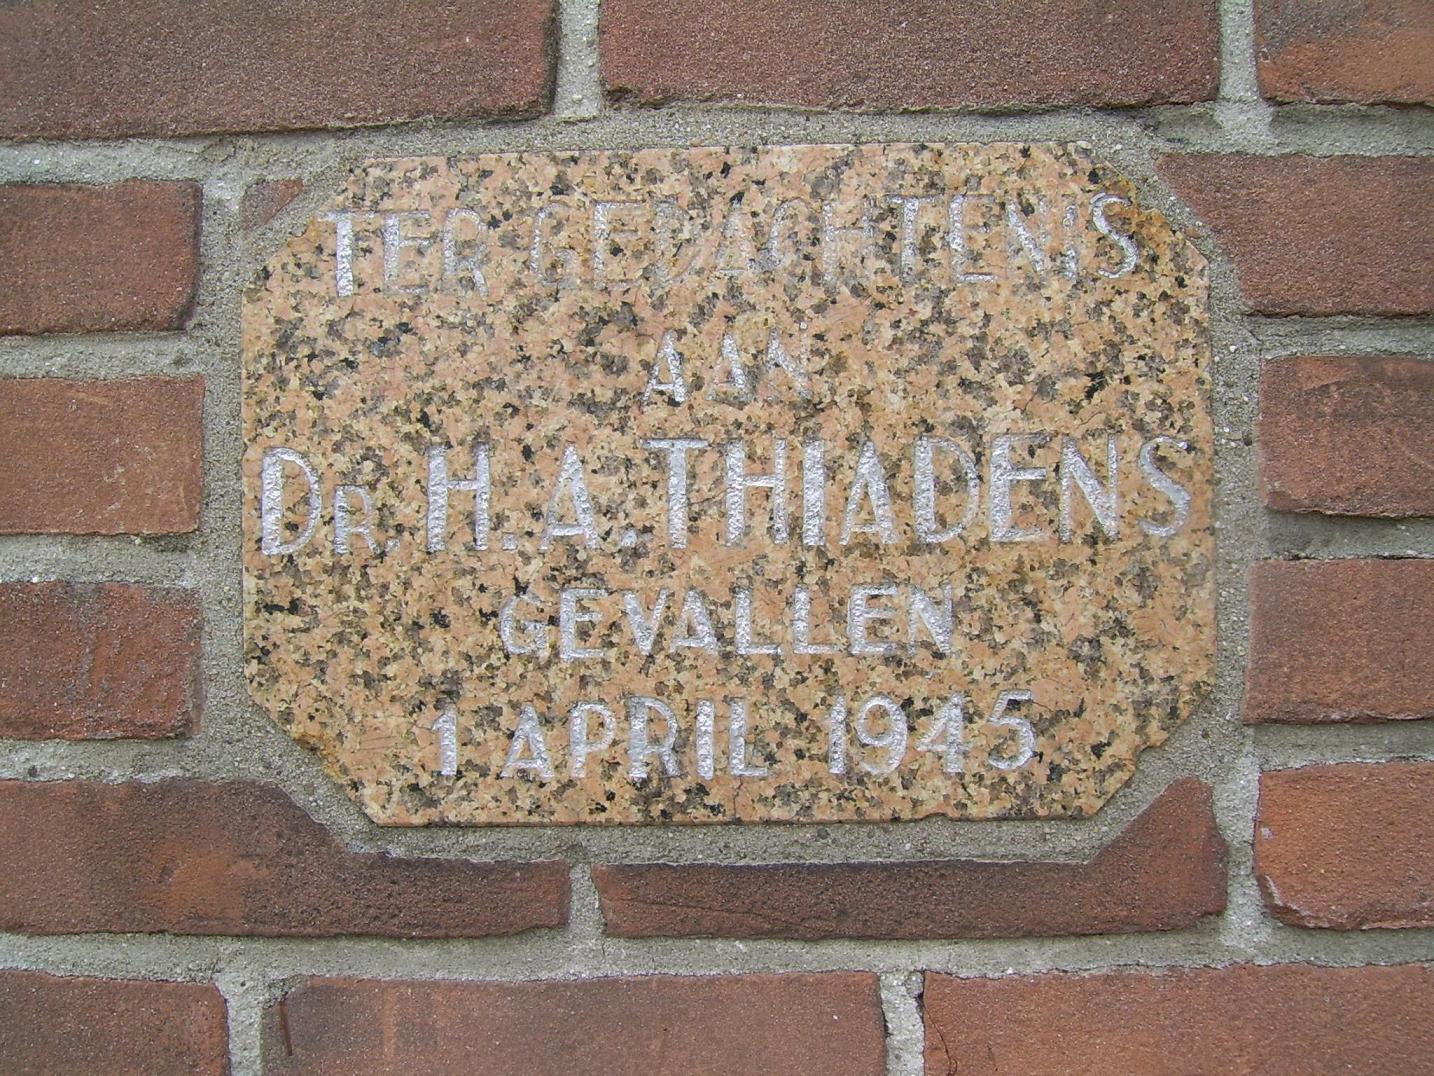 TER GEDACHTENIS
AAN
DR. H. A. THIADENS
GEVALLEN
1 APRIL 1945